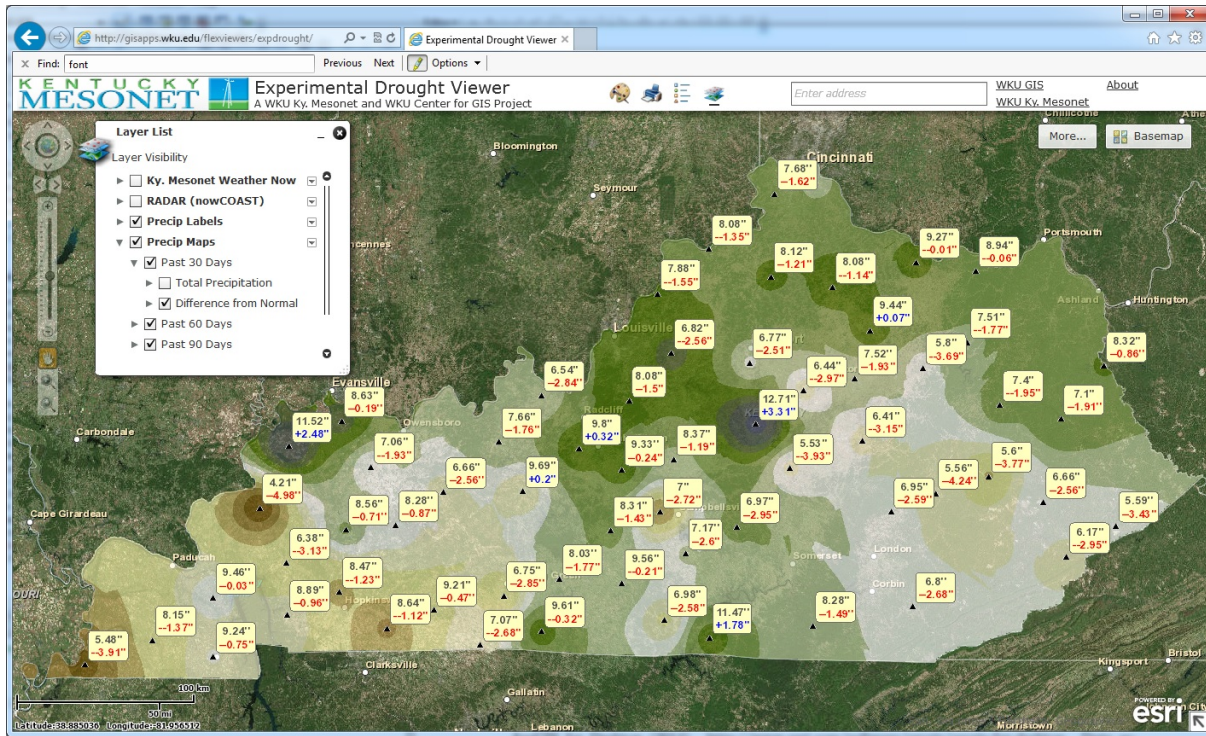 http://gisapps.wku.edu/flexviewers/expdrought/
Experimental Drought Viewer
Find: font
Previous Next Options
KENTUCKY
MESONET
Experimental Drought Viewer
A WKU Ky. Mesonet and WKU Center for GIS Project
Enter address
WKU GIS
About
WKU Ky. Mesonet
More...
Basemap
Layer List
Layer Visibility
Ky. Mesonet Weather Now
RADAR (nowCOAST)
Precip Labels
Precip Maps
Past 30 Days
Total Precipitation
Difference from Normal
Past 60 Days
Past 90 Days
Chillicothe
Bloomington
Cincinnati
7.68''
--1.62''
Seymour
8.08''
--1.35''
9.27''
--0.01''
Portsmouth
8.94''
--0.06''
8.12''
--1.21''
8.08''
--1.14''
7.88''
--1.55''
Ashland
Huntington
9.44''
+0.07''
7.51''
--1.77''
Louisville
6.82''
--2.56''
6.77''
--2.51''
5.8''
--3.69''
8.32''
--0.86''
7.52''
--1.93''
6.54''
--2.84''
6.44''
--2.97''
Evansville
8.63''
--0.19''
8.08''
--1.5''
7.4''
--1.95''
7.1''
--1.91''
12.71''
+3.31''
11.52''
+2.48''
Owensboro
7.66''
--1.76''
Radcliff
9.8''
+0.32''
6.41''
--3.15''
Carbondale
7.06''
--1.93''
9.33''
--0.24''
8.37''
--1.19''
5.53''
--3.93''
6.66''
--2.56''
9.69''
+0.2''
5.56''
--4.24''
5.6''
--3.77''
4.21''
--4.98''
6.95''
--2.59''
6.66''
--2.56''
8.56''
--0.71''
8.28''
--0.87''
8.31''
--1.43''
7''
--2.72''
6.97''
--2.95''
5.59''
--3.43''
Cape Girardeau
6.38''
--3.13''
7.17''
--2.6''
6.17''
--2.95''
Paducah
8.03''
--1.77''
9.56''
--0.21''
Somerset
London
9.46''
--0.03''
8.47''
--1.23''
6.75''
--2.85''
6.8''
--2.68''
Corbin
8.89''
--0.96''
9.21''
--0.47''
8.64''
--1.12''
9.61''
--0.32''
6.98''
--2.58''
8.28''
--1.49''
8.15''
--1.37''
7.07''
--2.68''
11.47''
+1.78''
5.48''
--3.91''
9.24''
--0.75''
Clarksville
Bristol
Kingsport
100 km
50 mi
Gallatin
Latitude:38.885036 Longitude:-81.956512
Lebanon
Morristown
POWERED BY
esri